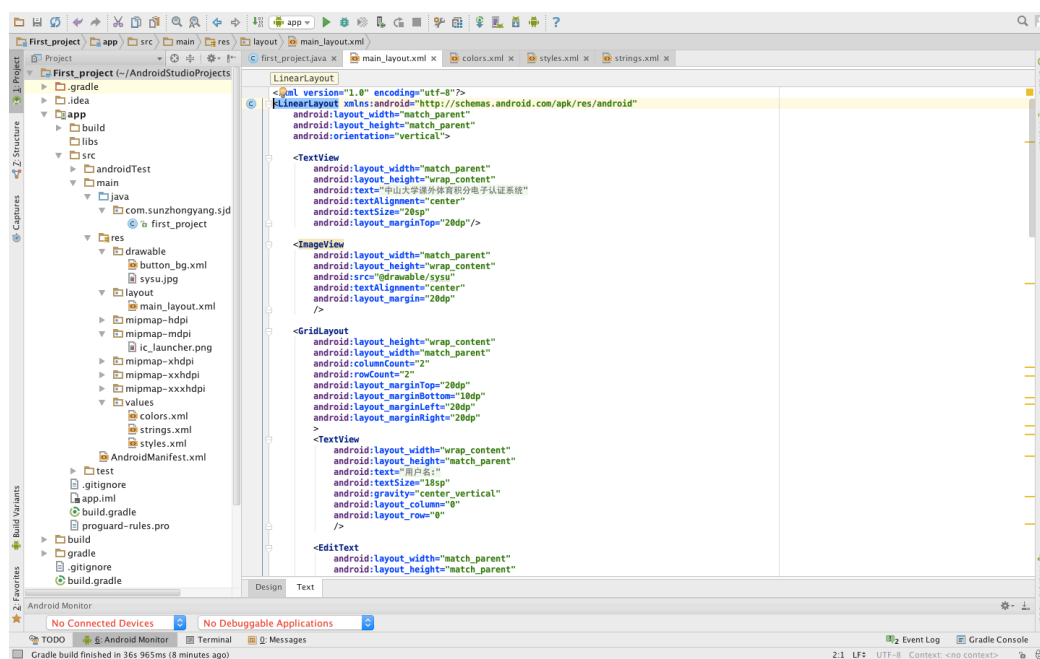 app
First_project app src main res layout main_layout.xml
Project
first_project.java main_layout.xml colors.xml styles.xml strings.xml
1: Project
Z: Structure
Captures
Build Variants
2: Favorites
First_project (~/AndroidStudioProjects
.gradle
.idea
app
build
libs
src
androidTest
main
java
com.sunzhongyang.sjd
first_project
res
drawable
button_bg.xml
sysu.jpg
layout
main_layout.xml
mipmap-hdpi
mipmap-mdpi
ic_launcher.png
mipmap-xhdpi
mipmap-xxhdpi
mipmap-xxxhdpi
values
colors.xml
strings.xml
styles.xml
AndroidManifest.xml
test
.gitignore
app.iml
build.gradle
proguard-rules.pro
build
gradle
.gitignore
build.gradle
LinearLayout
<?xml version="1.0" encoding="utf-8"?>
<LinearLayout xmlns:android="http://schemas.android.com/apk/res/android"
android:layout_width="match_parent"
android:layout_height="match_parent"
android:orientation="vertical">
<TextView
android:layout_width="match_parent"
android:layout_height="wrap_content"
android:text="中山大学课外体育积分电子认证系统"
android:textAlignment="center"
android:textSize="20sp"
android:layout_marginTop="20dp"/>
<ImageView
android:layout_width="match_parent"
android:layout_height="wrap_content"
android:src="@drawable/sysu"
android:textAlignment="center"
android:layout_margin="20dp"
/>
<GridLayout
android:layout_height="wrap_content"
android:layout_width="match_parent"
android:columnCount="2"
android:rowCount="2"
android:layout_marginTop="20dp"
android:layout_marginBottom="10dp"
android:layout_marginLeft="20dp"
android:layout_marginRight="20dp"
>
<TextView
android:layout_width="wrap_content"
android:layout_height="match_parent"
android:text="用户名:"
android:textSize="18sp"
android:gravity="center_vertical"
android:layout_column="0"
android:layout_row="0"
/>
<EditText
android:layout_width="match_parent"
android:layout_height="match_parent"
Design Text
Android Monitor
No Connected Devices No Debuggable Applications
TODO 6: Android Monitor Terminal 0: Messages 2 Event Log Gradle Console
Gradle build finished in 36s 965ms (8 minutes ago) 2:1 LF UTF-8 Context: <no context>